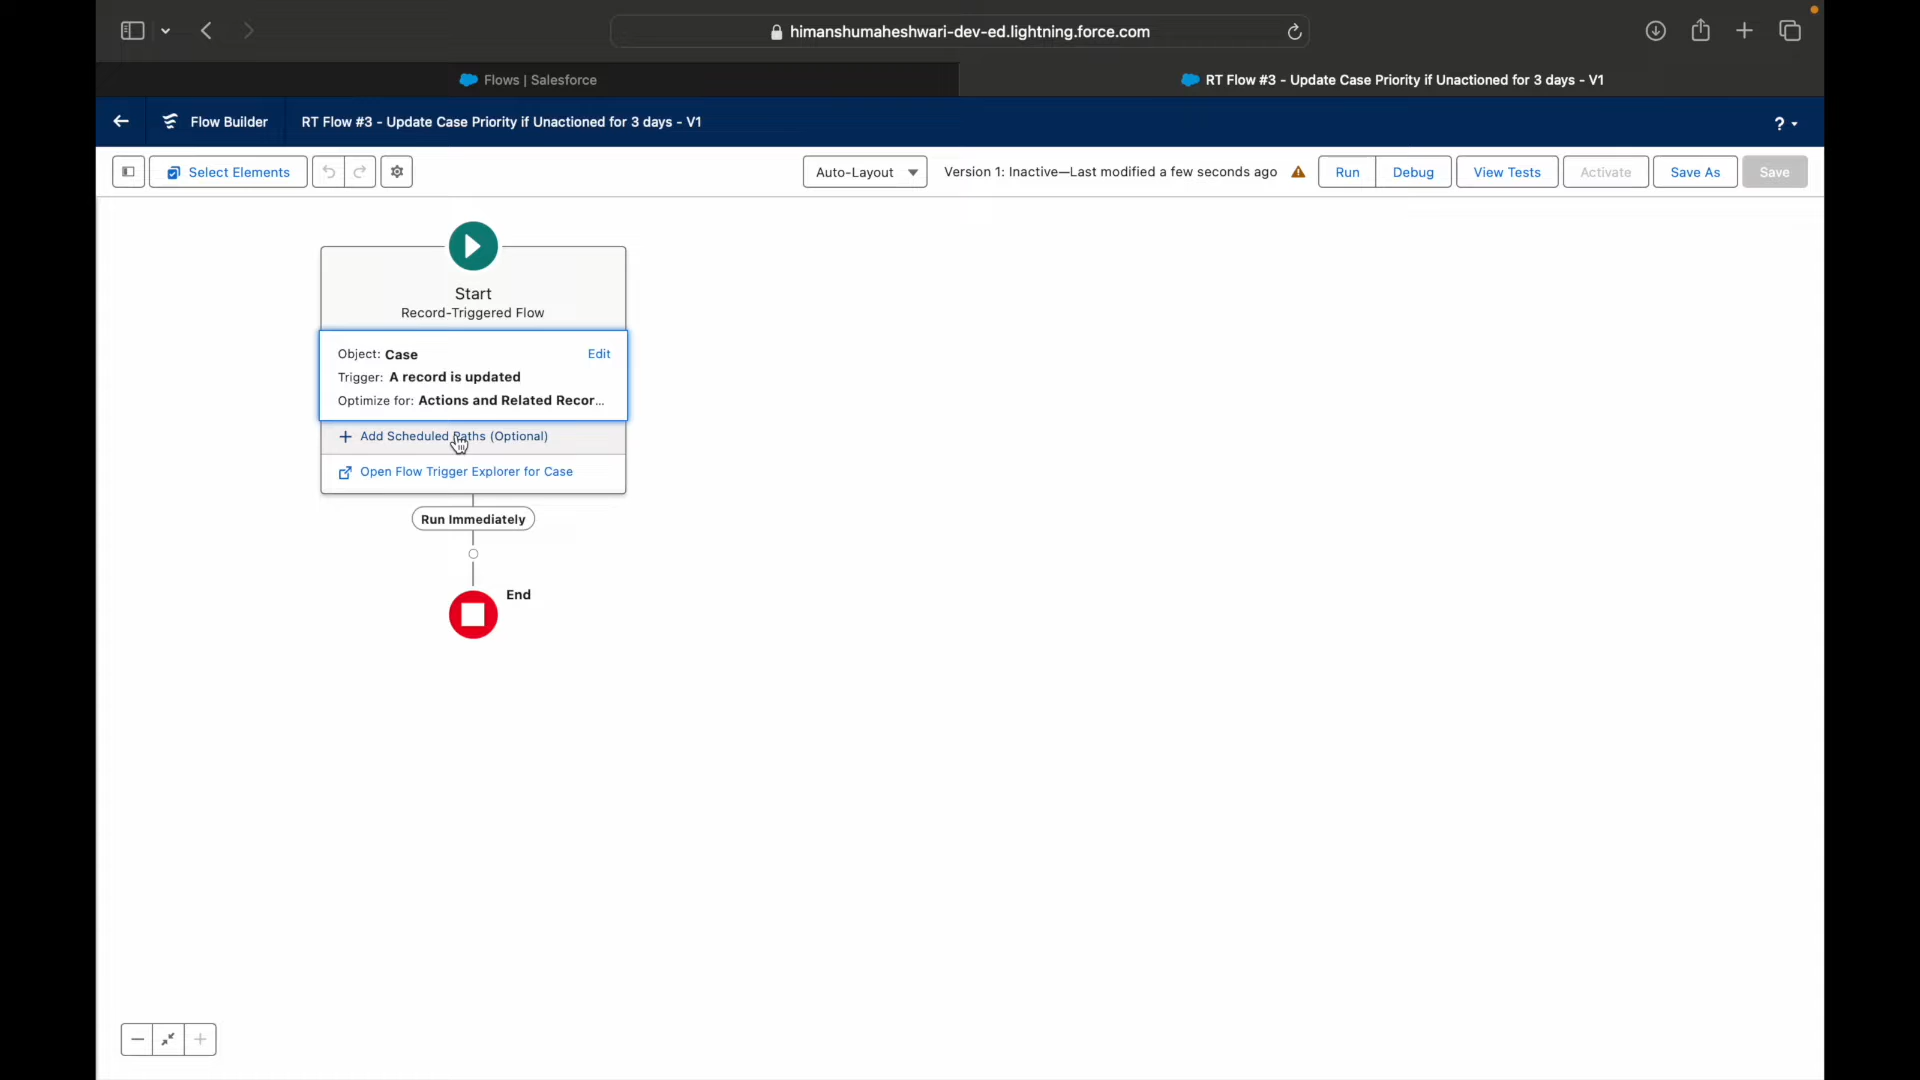 himanshumaheshwari-dev-ed.lightning.force.com
Flows | Salesforce
RT Flow #3 - Update Case Priority if Unactioned for 3 days - V1
Flow Builder
RT Flow #3 - Update Case Priority if Unactioned for 3 days - V1
?
Select Elements
Auto-Layout
Version 1: Inactive—Last modified a few seconds ago
Run
Debug
View Tests
Activate
Save As
Save
Start
Record-Triggered Flow
Object: Case
Edit
Trigger: A record is updated
Optimize for: Actions and Related Recor...
Add Scheduled Paths (Optional)
Open Flow Trigger Explorer for Case
Run Immediately
End